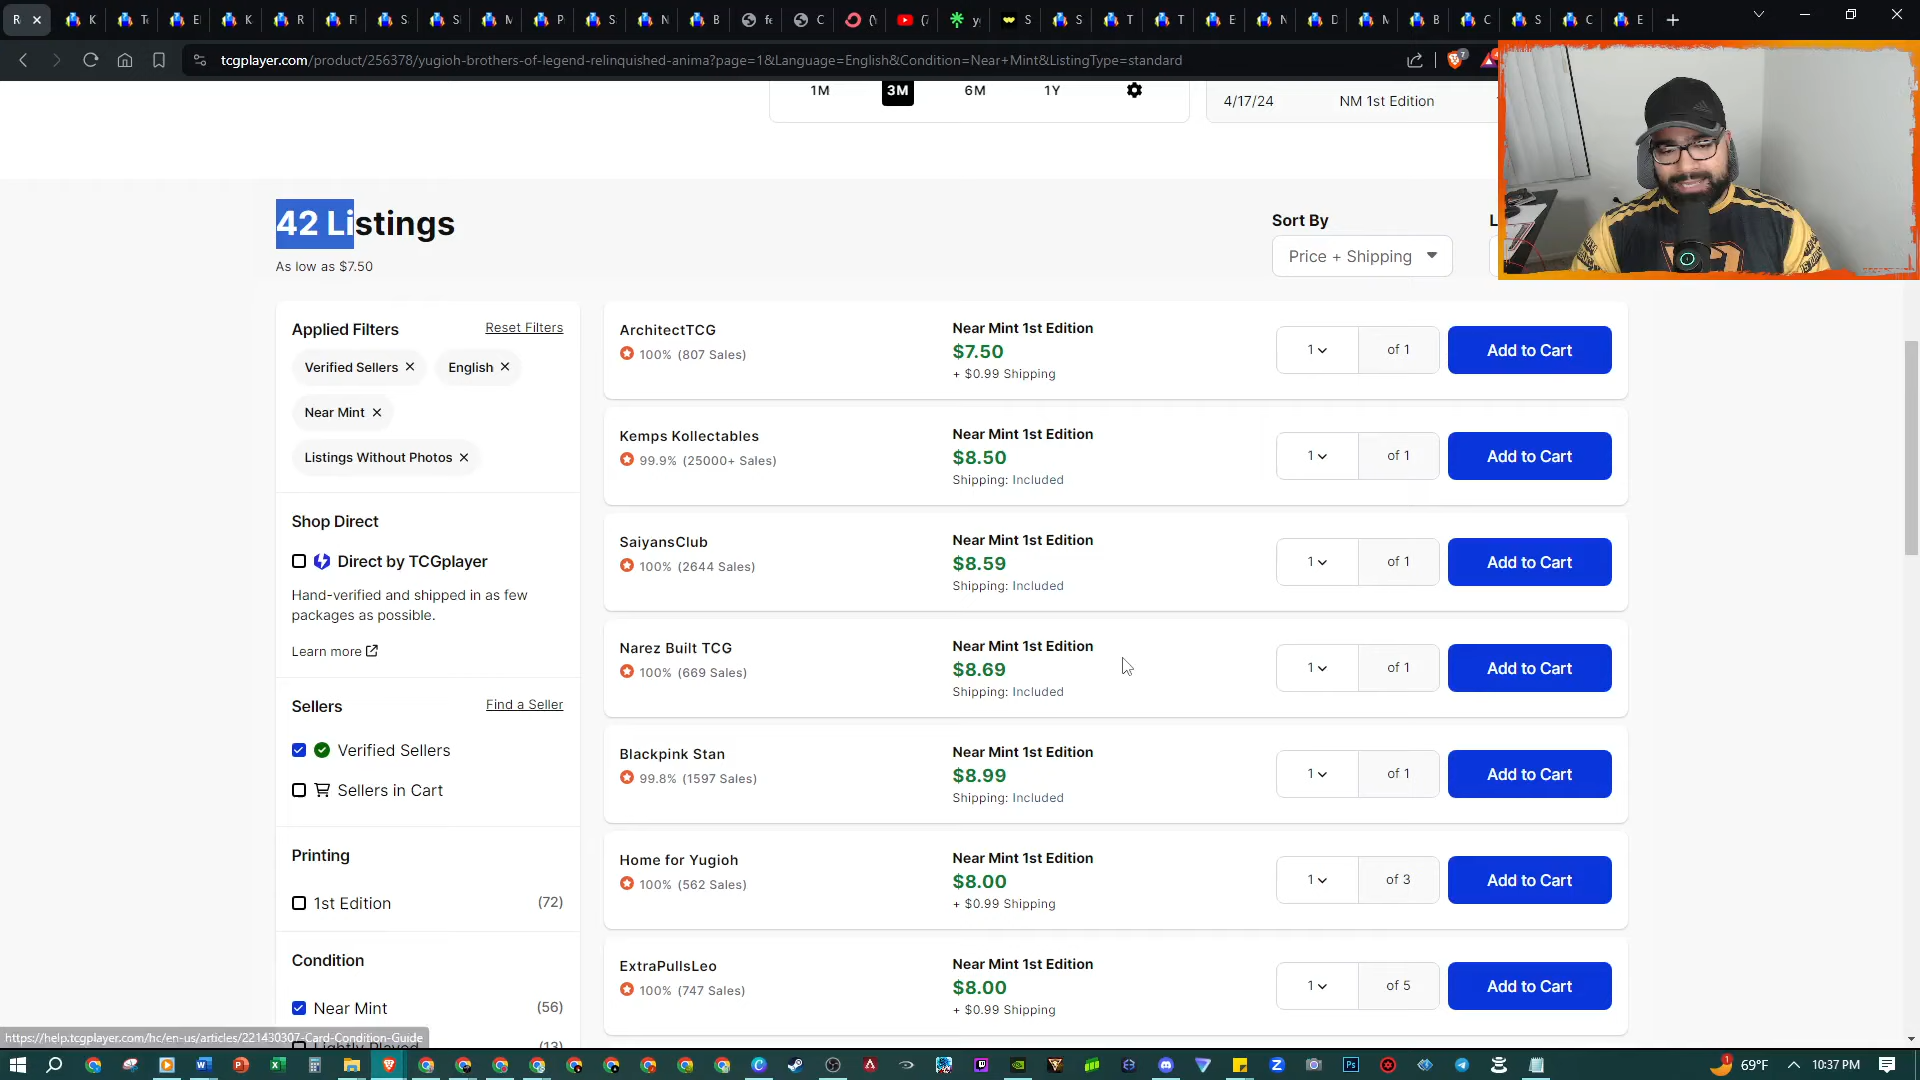 R
K
T
E
K
R
F
S
S
M
P
S
N
B
fe
C
S
S
T
T
E
N
D
M
B
C
S
C
E
tcgplayer.com/product/256378/yugioh-brothers-of-legend-relinquished-anima?page=1&Language=English&Condition=Near+Mint&ListingType=standard
7
1M
3M
6M
1Y
4/17/24
NM 1st Edition
42 Listings
As low as $7.50
Sort By
Price + Shipping
Applied Filters
Reset Filters
Verified Sellers ✕
English ✕
Near Mint ✕
Listings Without Photos ✕
Shop Direct
Direct by TCGplayer
Hand-verified and shipped in as few
packages as possible.
Learn more
Sellers
Find a Seller
Verified Sellers
Sellers in Cart
Printing
1st Edition (72)
Condition
Near Mint (56)
Lightly Played (13)
ArchitectTCG
100% (807 Sales)
Near Mint 1st Edition
$7.50
+ $0.99 Shipping
1 of 1
Add to Cart
Kemps Kollectables
99.9% (25000+ Sales)
Near Mint 1st Edition
$8.50
Shipping: Included
1 of 1
Add to Cart
SaiyansClub
100% (2644 Sales)
Near Mint 1st Edition
$8.59
Shipping: Included
1 of 1
Add to Cart
Narez Built TCG
100% (669 Sales)
Near Mint 1st Edition
$8.69
Shipping: Included
1 of 1
Add to Cart
Blackpink Stan
99.8% (1597 Sales)
Near Mint 1st Edition
$8.99
Shipping: Included
1 of 1
Add to Cart
Home for Yugioh
100% (562 Sales)
Near Mint 1st Edition
$8.00
+ $0.99 Shipping
1 of 3
Add to Cart
ExtraPullsLeo
100% (747 Sales)
Near Mint 1st Edition
$8.00
+ $0.99 Shipping
1 of 5
Add to Cart
https://help.tcgplayer.com/hc/en-us/articles/221430307-Card-Condition-Guide
69°F
10:37 PM